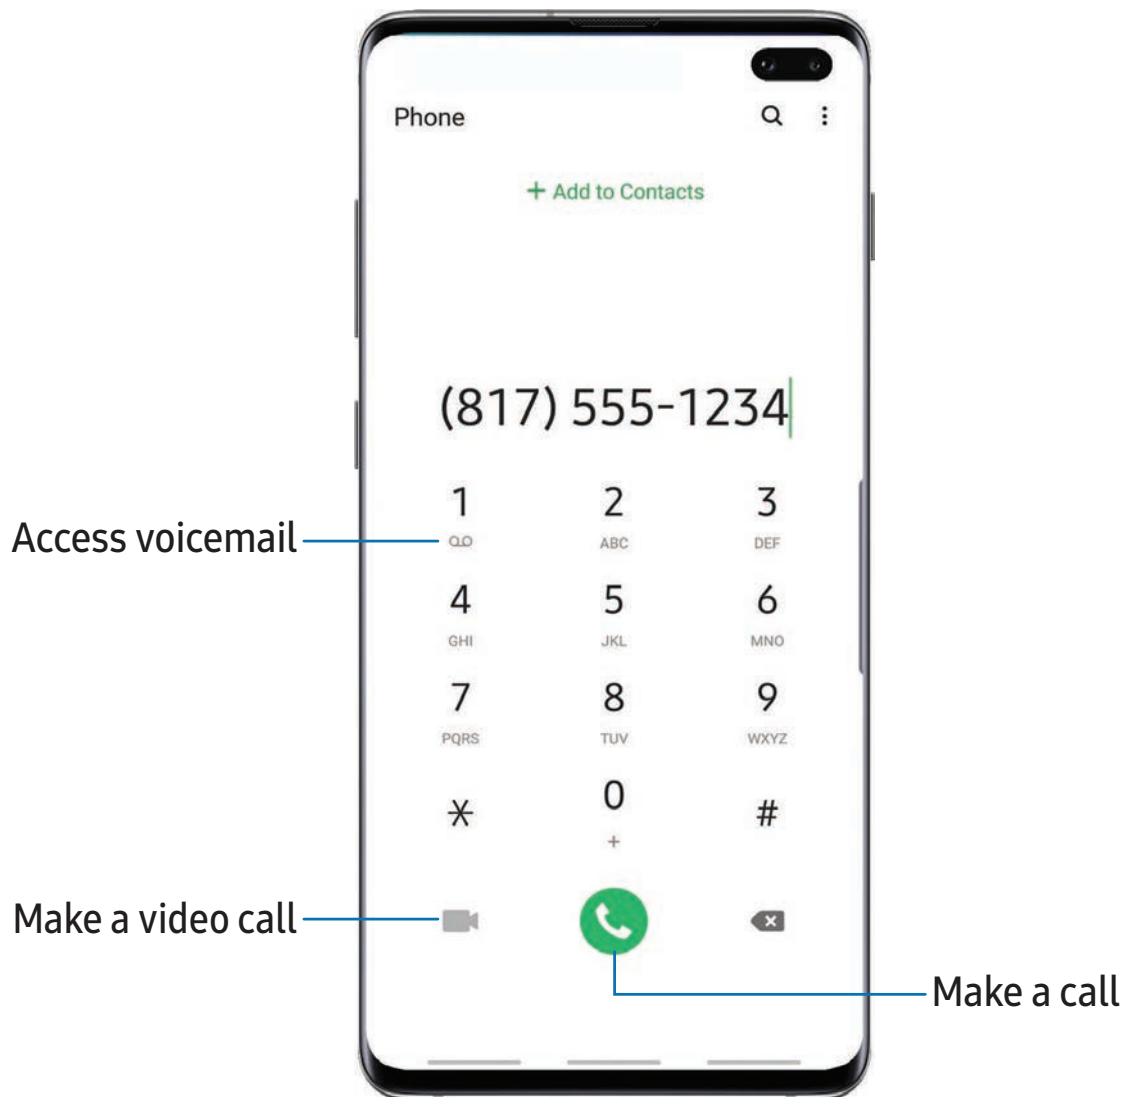 Phone
+ Add to Contacts
(817) 555-1234
1 2 3
ABC DEF
Access voicemail
4 5 6
GHI JKL MNO
7 8 9
PQRS TUV WXYZ
* 0 #
+
Make a video call
Make a call